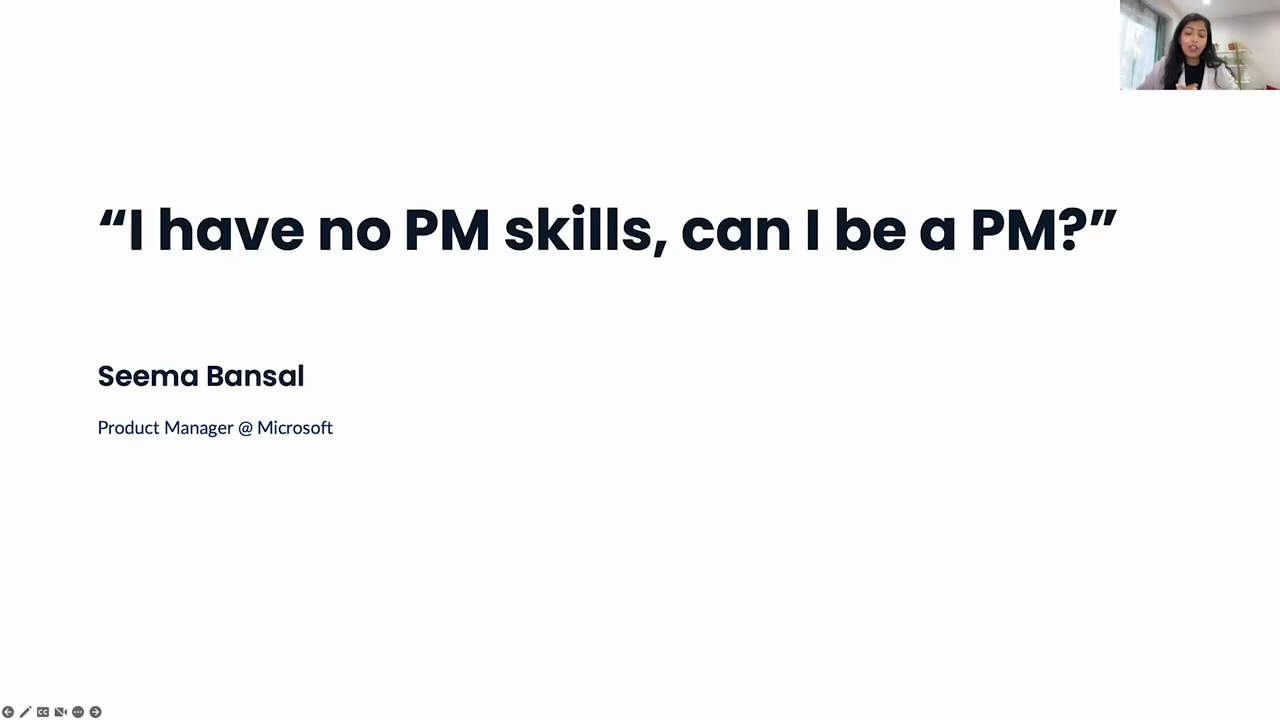 “I have no PM skills, can I be a PM?”
Seema Bansal
Product Manager @ Microsoft